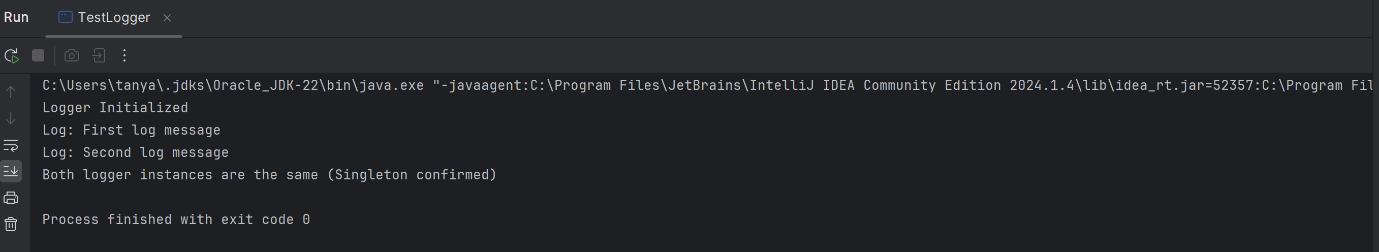 Run TestLogger
C:\Users\tanya\.jdks\Oracle_JDK-22\bin\java.exe "-javaagent:C:\Program Files\JetBrains\IntelliJ IDEA Community Edition 2024.1.4\lib\idea_rt.jar=52357:C:\Program Fil
Logger Initialized
Log: First log message
Log: Second log message
Both logger instances are the same (Singleton confirmed)
Process finished with exit code 0